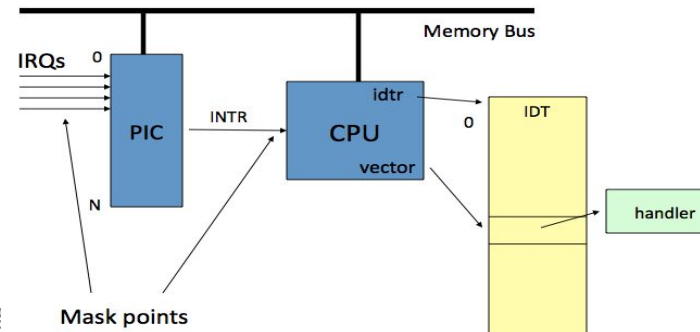 Memory Bus
IRQs
0
idtr
IDT
INTR
0
PIC
CPU
vector
N
handler
Mask points